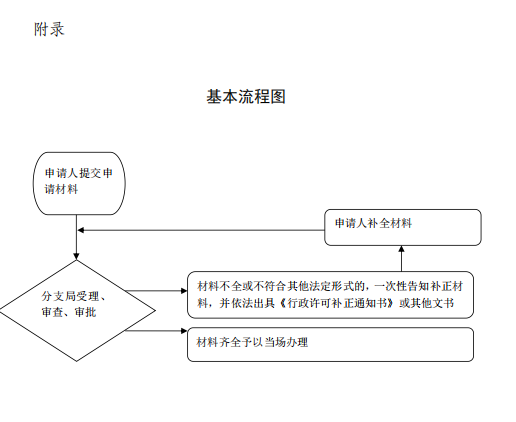 附录
基本流程图
申请人提交申
请材料
申请人补全材料
分支局受理、
审查、审批
材料不全或不符合其他法定形式的，一次性告知补正材
料，并依法出具《行政许可补正通知书》或其他文书
材料齐全予以当场办理